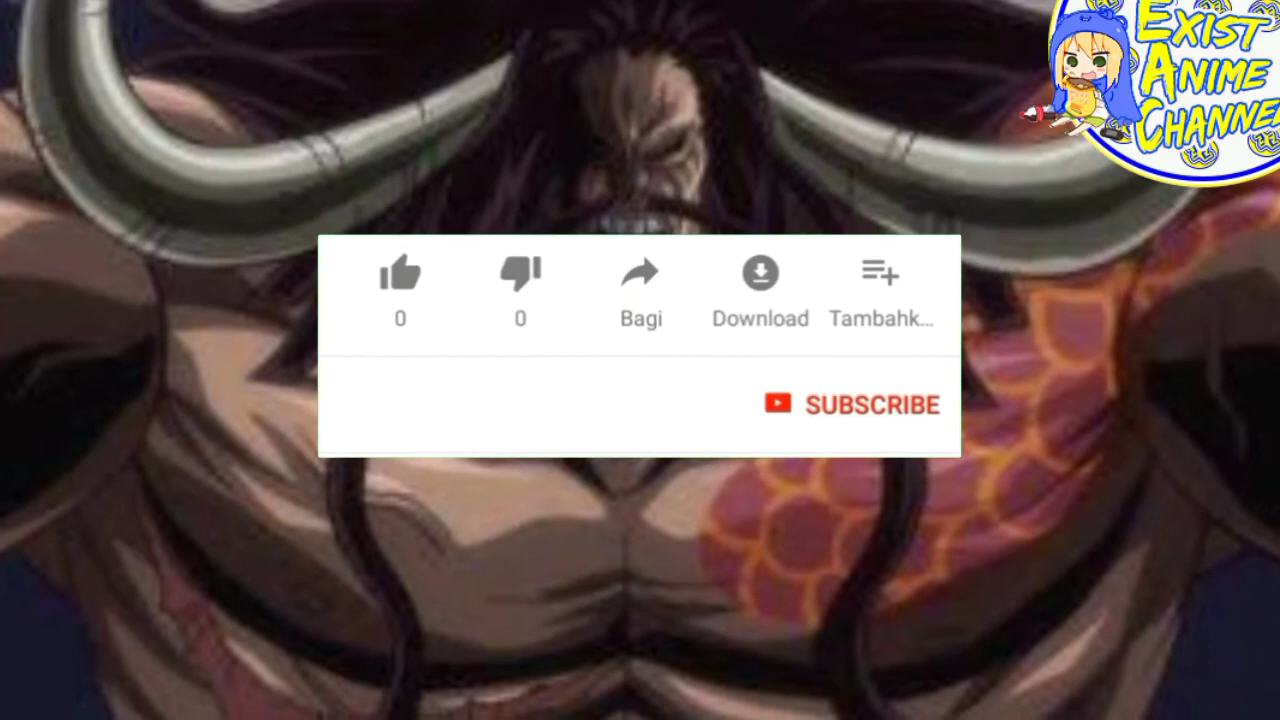 EXIST
ANIME
CHANNEL
0
0
Bagi
Download
Tambahk...
SUBSCRIBE